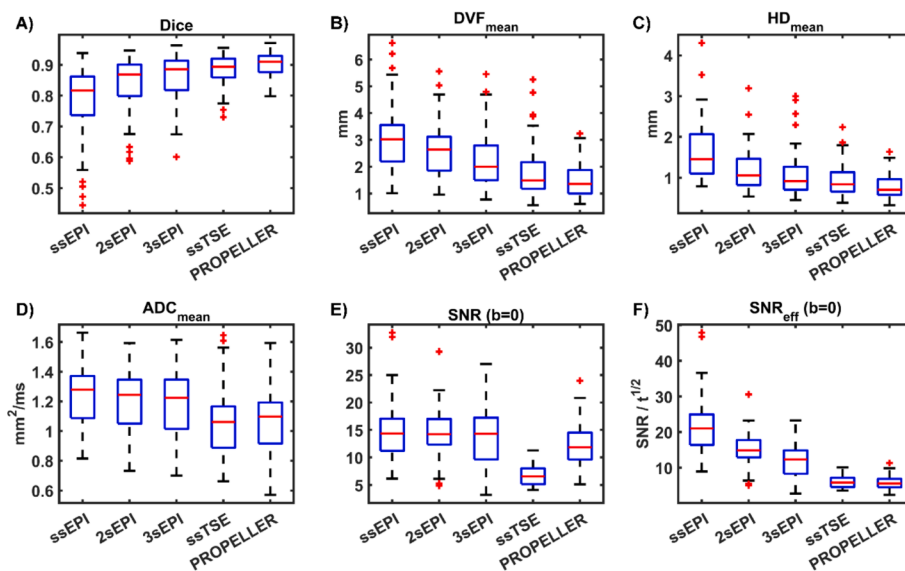 A) Dice
0.9
0.8
0.7
0.6
0.5
ssEPI 2sEPI 3sEPI ssTSE PROPELLER
B) DVFmean
mm
6
5
4
3
2
1
0
ssEPI 2sEPI 3sEPI ssTSE PROPELLER
C) HDmean
mm
4
3
2
1
ssEPI 2sEPI 3sEPI ssTSE PROPELLER
D) ADCmean
mm²/ms
1.6
1.4
1.2
1
0.8
0.6
ssEPI 2sEPI 3sEPI ssTSE PROPELLER
E) SNR (b=0)
30
25
20
15
10
5
ssEPI 2sEPI 3sEPI ssTSE PROPELLER
F) SNReff (b=0)
SNR / t1/2
50
40
30
20
10
ssEPI 2sEPI 3sEPI ssTSE PROPELLER